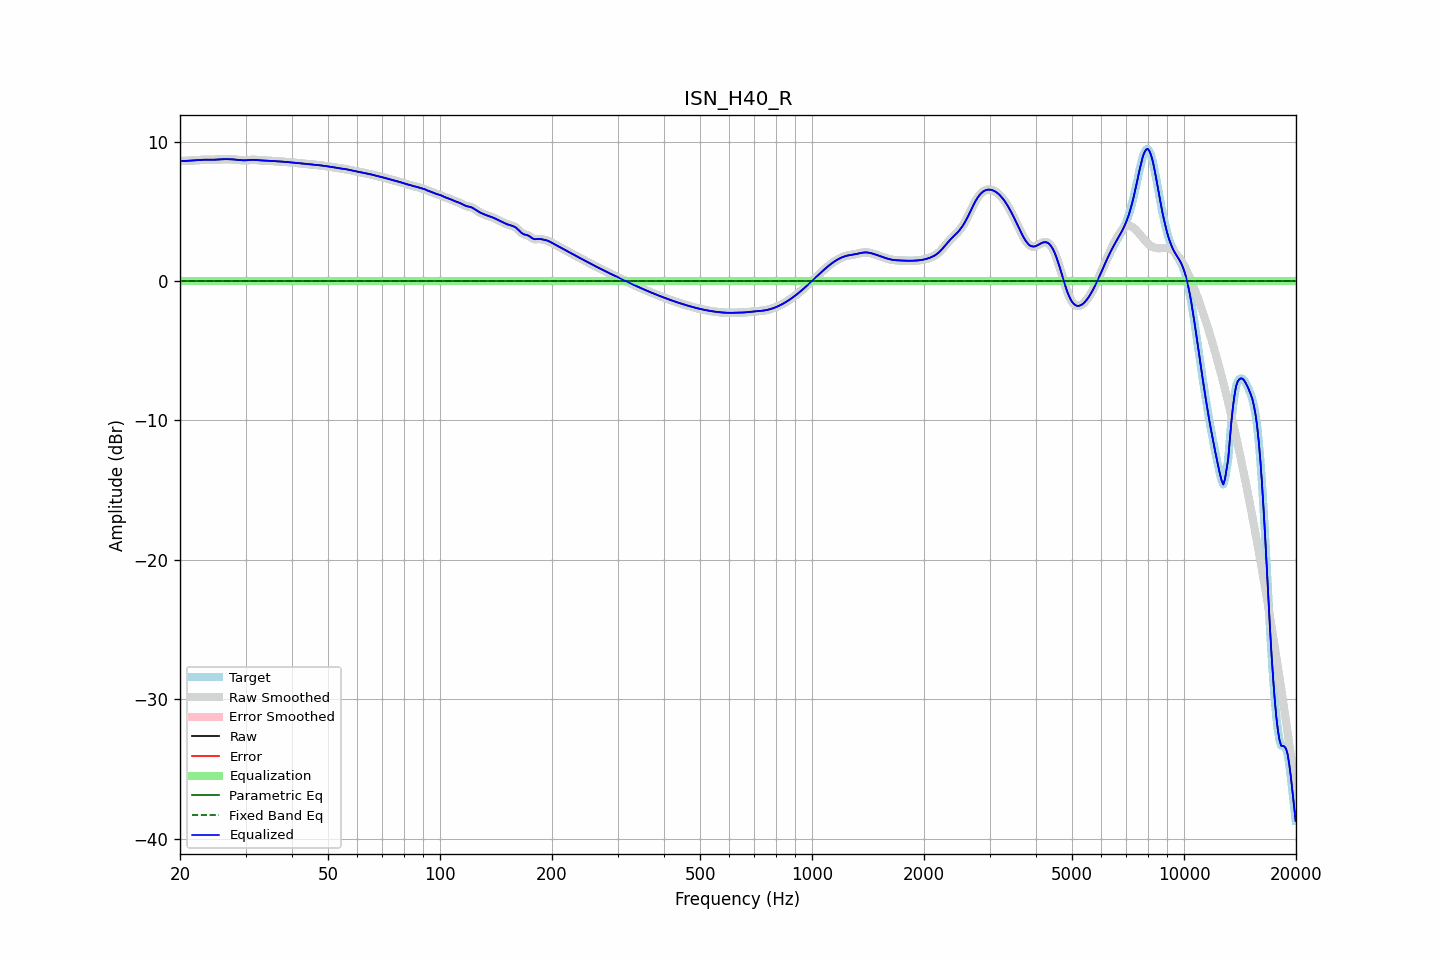 ISN_H40_R
10
0
−10
−20
−30
−40
Amplitude (dBr)
Target
Raw Smoothed
Error Smoothed
Raw
Error
Equalization
Parametric Eq
Fixed Band Eq
Equalized
20 50 100 200 500 1000 2000 5000 10000 20000
Frequency (Hz)